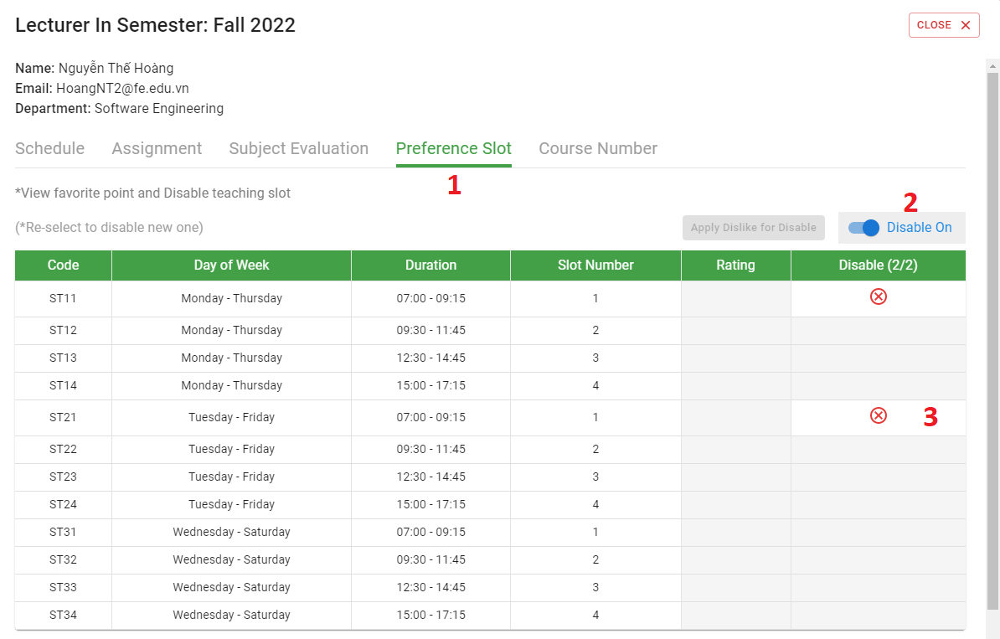 Lecturer In Semester: Fall 2022
CLOSE
Name: Nguyễn Thế Hoàng
Email: HoangNT2@fe.edu.vn
Department: Software Engineering
Schedule Assignment Subject Evaluation Preference Slot Course Number
1
*View favorite point and Disable teaching slot
2
(*Re-select to disable new one) Apply Dislike for Disable Disable On
Code Day of Week Duration Slot Number Rating Disable (2/2)
ST11 Monday - Thursday 07:00 - 09:15 1
ST12 Monday - Thursday 09:30 - 11:45 2
ST13 Monday - Thursday 12:30 - 14:45 3
ST14 Monday - Thursday 15:00 - 17:15 4
ST21 Tuesday - Friday 07:00 - 09:15 1 3
ST22 Tuesday - Friday 09:30 - 11:45 2
ST23 Tuesday - Friday 12:30 - 14:45 3
ST24 Tuesday - Friday 15:00 - 17:15 4
ST31 Wednesday - Saturday 07:00 - 09:15 1
ST32 Wednesday - Saturday 09:30 - 11:45 2
ST33 Wednesday - Saturday 12:30 - 14:45 3
ST34 Wednesday - Saturday 15:00 - 17:15 4